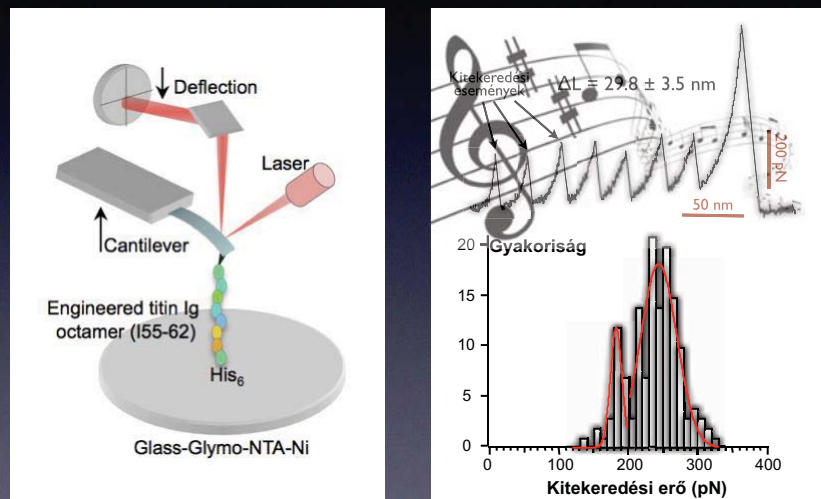 Deflection
Laser
Cantilever
Engineered titin Ig
octamer (I55-62)
His6
Glass-Glymo-NTA-Ni
Kitekeredési
események
ΔL = 29.8 ± 3.5 nm
200 pN
50 nm
Gyakoriság
20
15
10
5
0
0 100 200 300 400
Kitekeredési erő (pN)